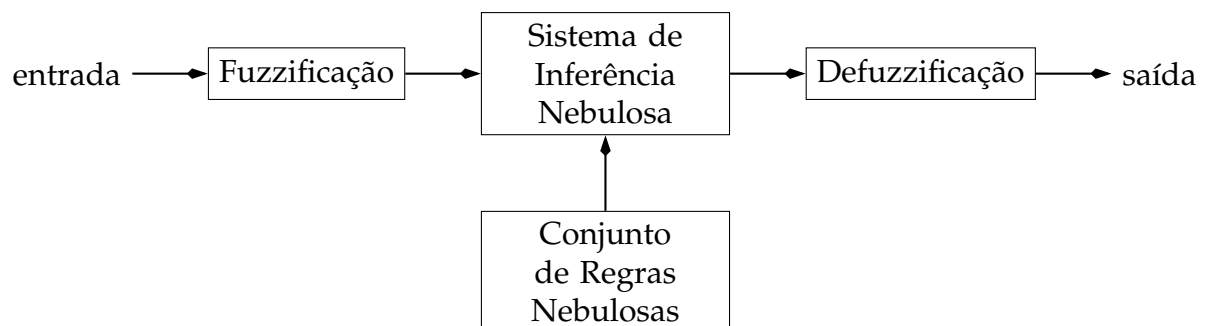 entrada
Fuzzificação
Sistema de
Inferência
Nebulosa
Defuzzificação
saída
Conjunto
de Regras
Nebulosas